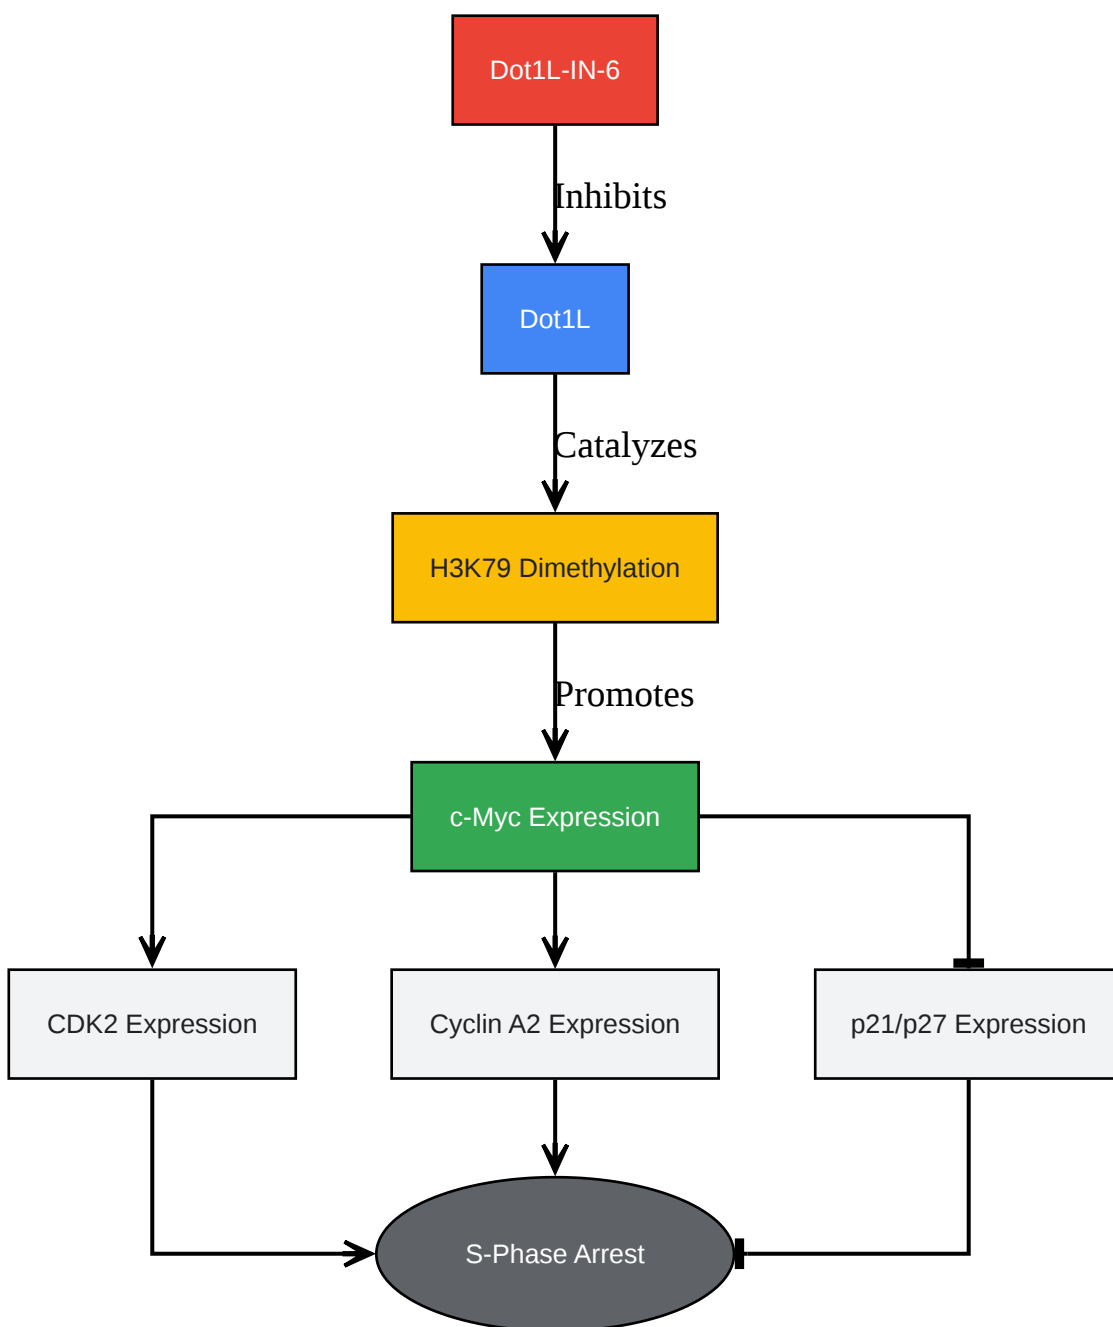 Dot1L-IN-6
Inhibits
Dot1L
Catalyzes
H3K79 Dimethylation
Promotes
c-Myc Expression
CDK2 Expression
Cyclin A2 Expression
p21/p27 Expression
S-Phase Arrest